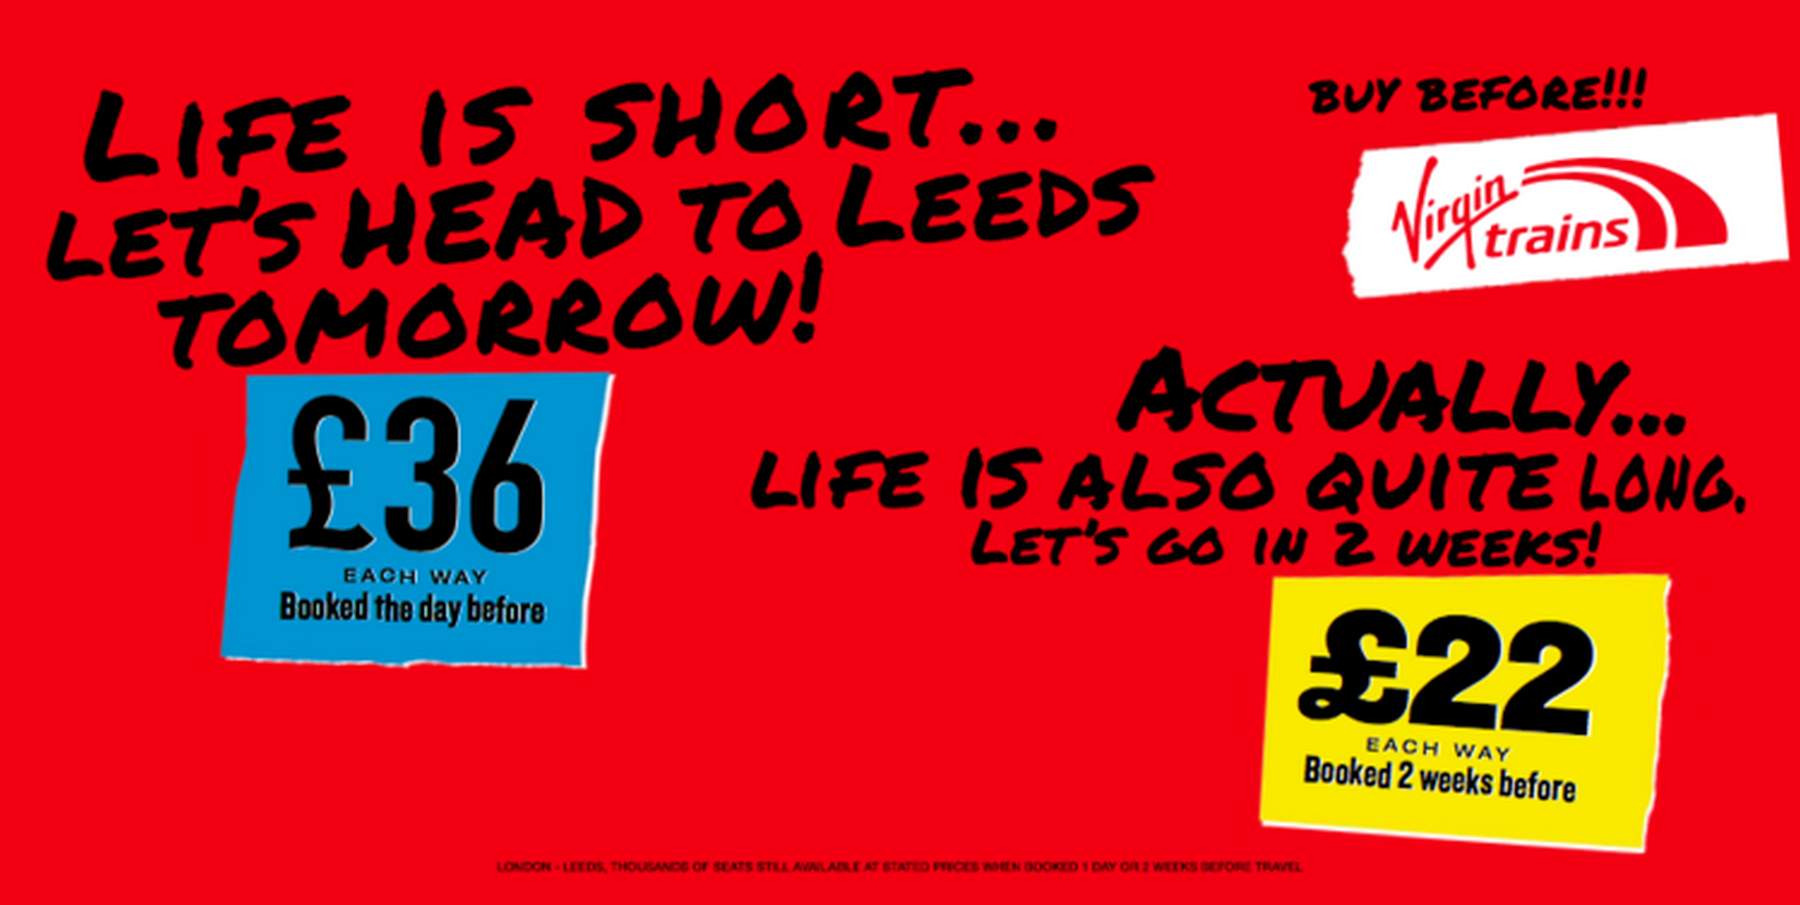 LIFE IS SHORT...
LET'S HEAD TO LEEDS
TOMORROW!
£36
EACH WAY
Booked the day before
BUY BEFORE!!!
Virgin
trains
ACTUALLY...
LIFE IS ALSO QUITE LONG.
LET'S GO IN 2 WEEKS!
£22
EACH WAY
Booked 2 weeks before
LONDON - LEEDS, THOUSANDS OF SEATS STILL AVAILABLE AT STATED PRICES WHEN BOOKED 1 DAY OR 2 WEEKS BEFORE TRAVEL